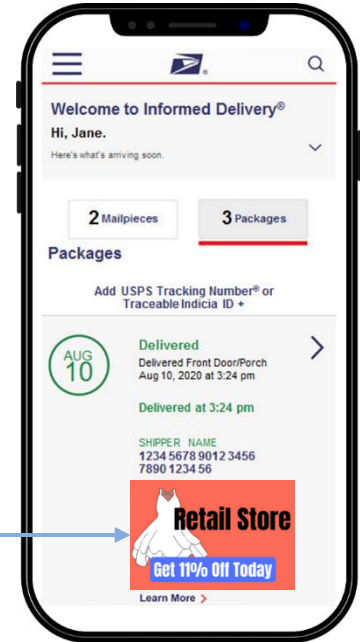 Welcome to Informed Delivery®
Hi, Jane.
Here's what's arriving soon.
2 Mailpieces
3 Packages
Packages
Add USPS Tracking Number® or
Traceable Indicia ID +
AUG
10
Delivered
Delivered Front Door/Porch
Aug 10, 2020 at 3:24 pm
Delivered at 3:24 pm
SHIPPER NAME
1234 5678 9012 3456
7890 1234 56
Retail Store
Get 11% Off Today
Learn More >